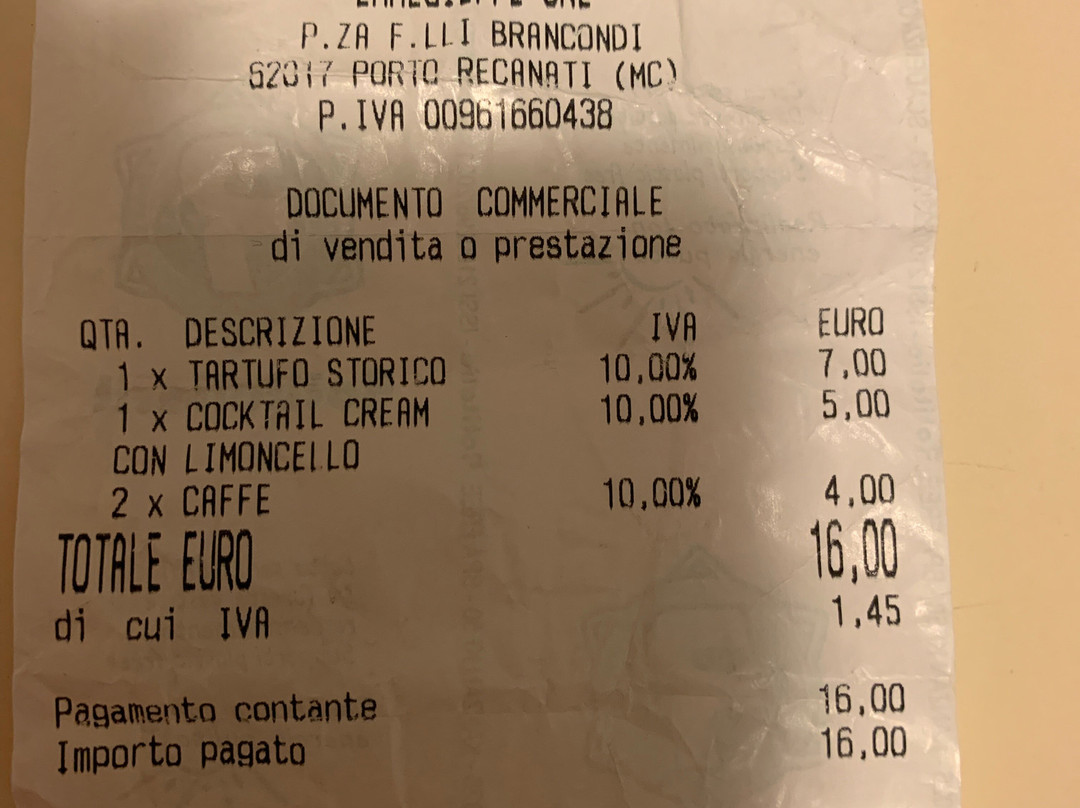 P.ZA F.LLI BRANCONDI
62017 PORTO RECANATI (MC)
P.IVA 00961660438
DOCUMENTO COMMERCIALE
di vendita o prestazione
QTA. DESCRIZIONE IVA EURO
1 x TARTUFO STORICO 10,00% 7,00
1 x COCKTAIL CREAM 10,00% 5,00
CON LIMONCELLO
2 x CAFFE 10,00% 4,00
TOTALE EURO 16,00
di cui IVA 1,45
Pagamento contante 16,00
Importo pagato 16,00